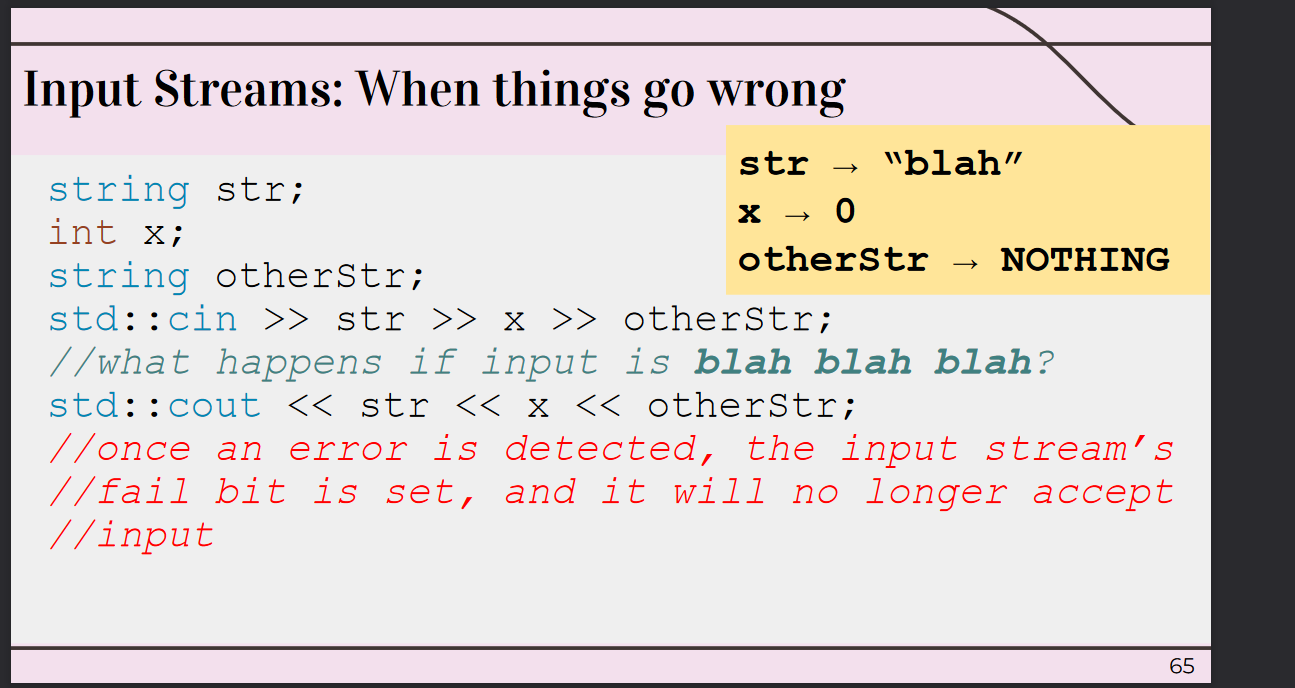 Input Streams: When things go wrong
str → “blah”
x → 0
otherStr → NOTHING
string str;
int x;
string otherStr;
std::cin >> str >> x >> otherStr;
//what happens if input is blah blah blah?
std::cout << str << x << otherStr;
//once an error is detected, the input stream’s
//fail bit is set, and it will no longer accept
//input
65